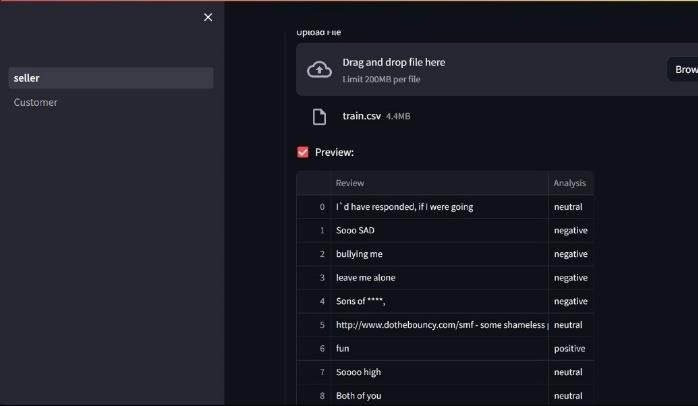 ×
seller
Customer
Upload File
Drag and drop file here
Limit 200MB per file
Brow
train.csv 4.4MB
Preview:
Review Analysis
0 I`d have responded, if I were going neutral
1 Sooo SAD negative
2 bullying me negative
3 leave me alone negative
4 Sons of ****, negative
5 http://www.dothebouncy.com/smf - some shameless neutral
6 fun positive
7 Soooo high neutral
8 Both of you neutral